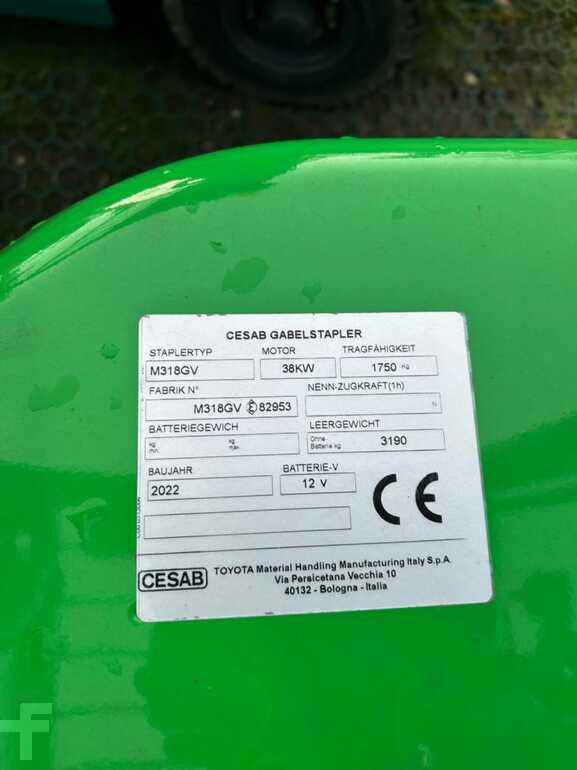 CESAB GABELSTAPLER
STAPLERTYP MOTOR TRAGFÄHIGKEIT
M318GV 38KW 1750 Kg
FABRIK N° NENN-ZUGKRAFT(1h)
M318GV 82953 N
BATTERIEGEWICH LEERGEWICHT
kg min. kg max. Ohne Batterie kg 3190
BAUJAHR BATTERIE-V
2022 12 V
CE
CESAB
TOYOTA Material Handling Manufacturing Italy S.p.A.
Via Persicetana Vecchia 10
40132 - Bologna - Italia